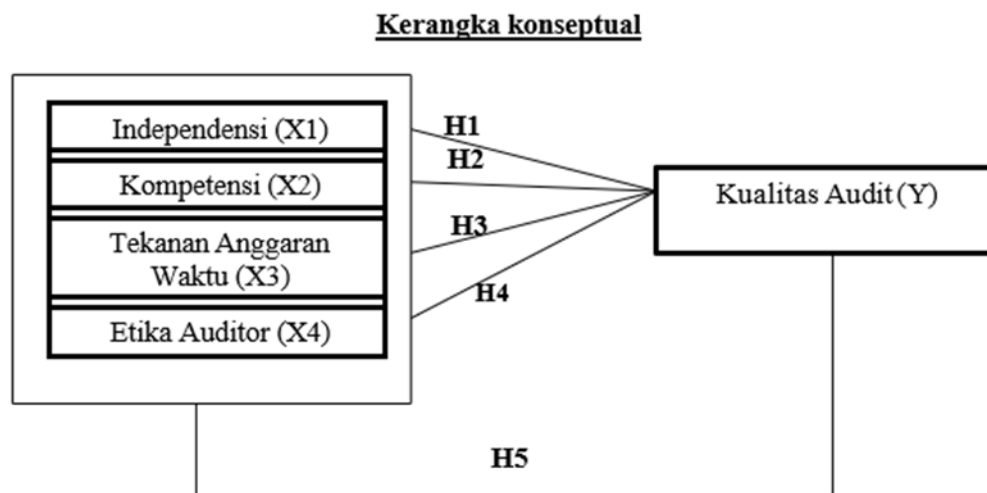 Kerangka konseptual
Independensi (X1)
Kompetensi (X2)
Tekanan Anggaran
Waktu (X3)
Etika Auditor (X4)
H1
H2
H3
H4
Kualitas Audit (Y)
H5